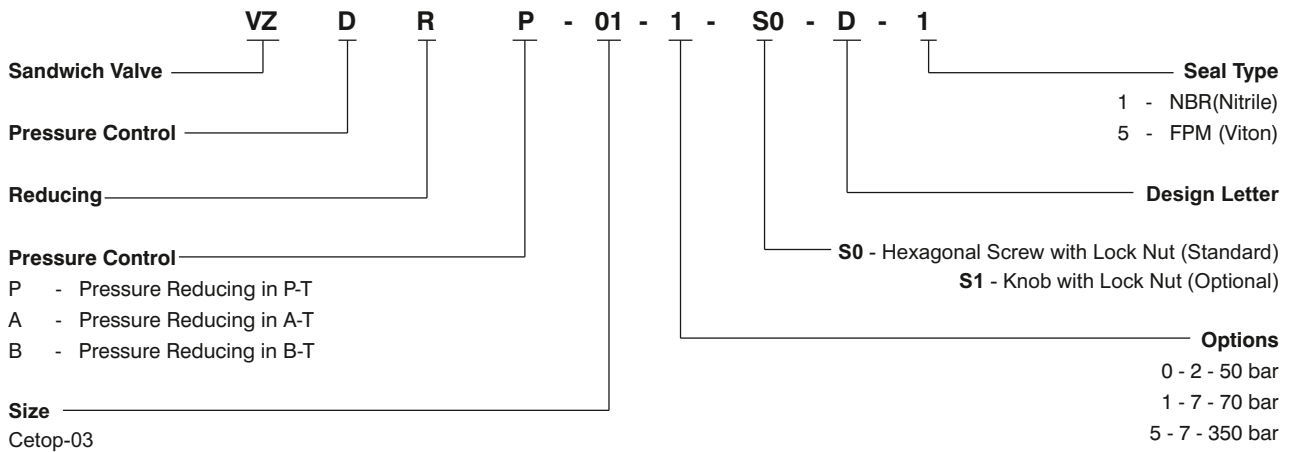 VZ D R P - 01 - 1 - S0 - D - 1
Sandwich Valve
Pressure Control
Reducing
Pressure Control
P - Pressure Reducing in P-T
A - Pressure Reducing in A-T
B - Pressure Reducing in B-T
Size
Cetop-03
Seal Type
1 - NBR(Nitrile)
5 - FPM (Viton)
Design Letter
S0 - Hexagonal Screw with Lock Nut (Standard)
S1 - Knob with Lock Nut (Optional)
Options
0 - 2 - 50 bar
1 - 7 - 70 bar
5 - 7 - 350 bar